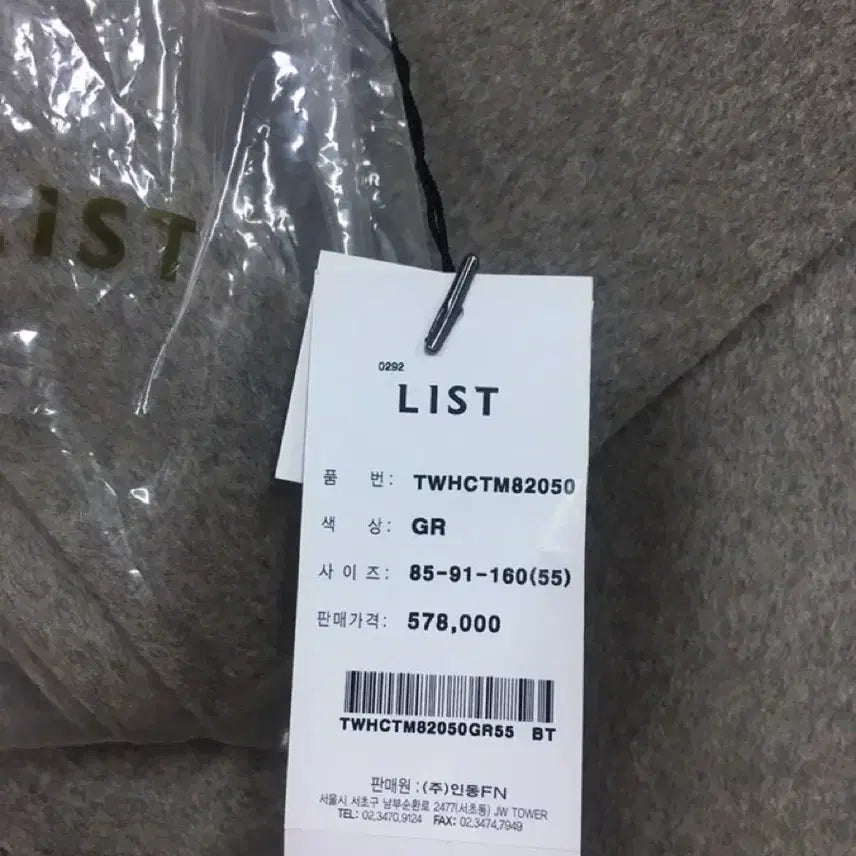 LIST
0292
LIST
품 번: TWHCTM82050
색 상: GR
사 이 즈: 85-91-160(55)
판매가격: 578,000
TWHCTM82050GR55 BT
판매원 : (주)인동FN
서울시 서초구 남부순환로 2477(서초동) JW TOWER
TEL: 02.3470.9124 FAX: 02.3474.7949